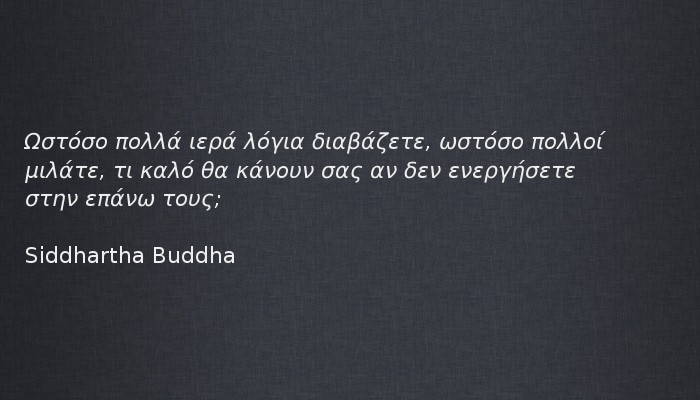 Ωστόσο πολλά ιερά λόγια διαβάζετε, ωστόσο πολλοί
μιλάτε, τι καλό θα κάνουν σας αν δεν ενεργήσετε
στην επάνω τους;
Siddhartha Buddha